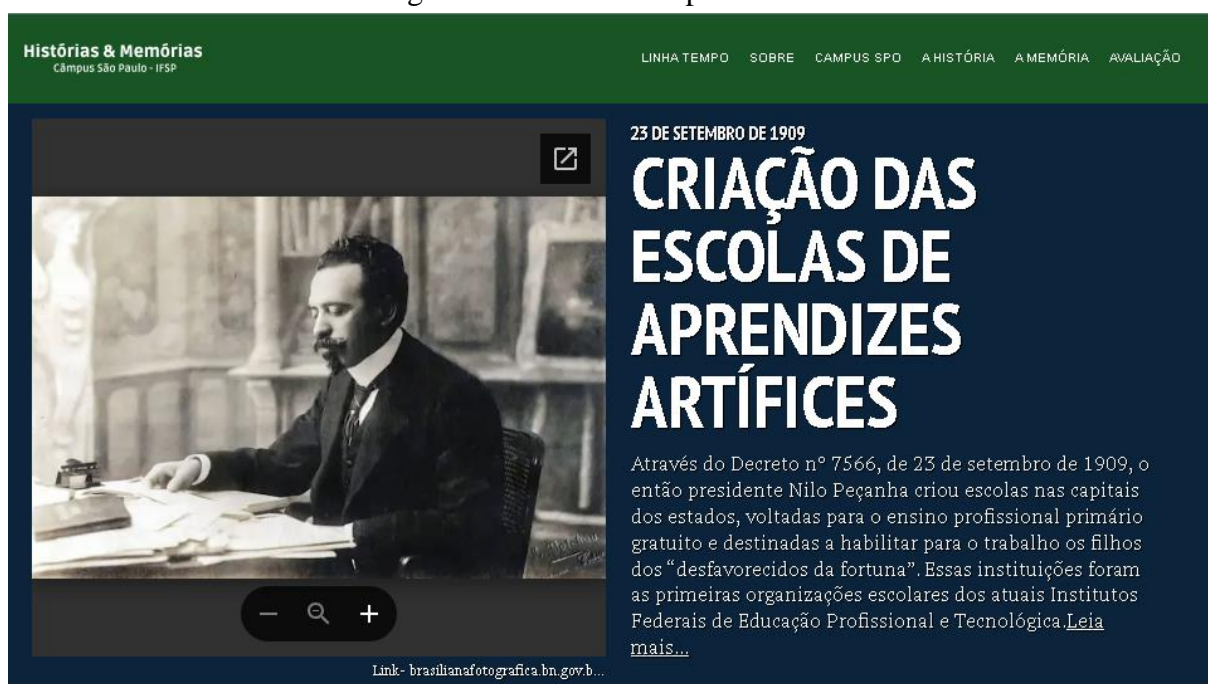 Histórias & Memórias
Câmpus São Paulo - IFSP
LINHA TEMPO SOBRE CAMPUS SPO A HISTÓRIA A MEMÓRIA AVALIAÇÃO
23 DE SETEMBRO DE 1909
CRIAÇÃO DAS
ESCOLAS DE
APRENDIZES
ARTÍFICES
Através do Decreto nº 7566, de 23 de setembro de 1909, o
então presidente Nilo Peçanha criou escolas nas capitais
dos estados, voltadas para o ensino profissional primário
gratuito e destinadas a habilitar para o trabalho os filhos
dos “desfavorecidos da fortuna”. Essas instituições foram
as primeiras organizações escolares dos atuais Institutos
Federais de Educação Profissional e Tecnológica.Leia
mais...
Link- brasilianafotografica.bn.gov.b...